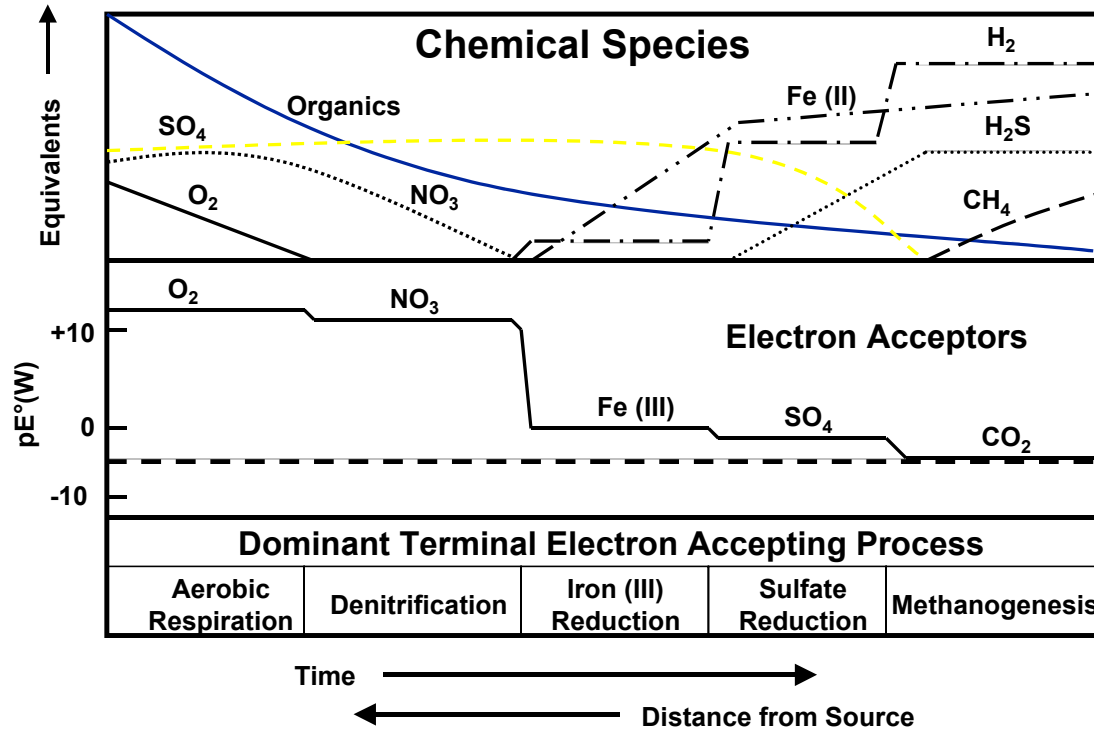 Chemical Species
Equivalents
Organics
SO4
O2
NO3
Fe (II)
H2
H2S
CH4
pE°(W)
+10
0
-10
O2
NO3
Electron Acceptors
Fe (III)
SO4
CO2
Dominant Terminal Electron Accepting Process
Aerobic
Respiration
Denitrification
Iron (III)
Reduction
Sulfate
Reduction
Methanogenesis
Time
Distance from Source